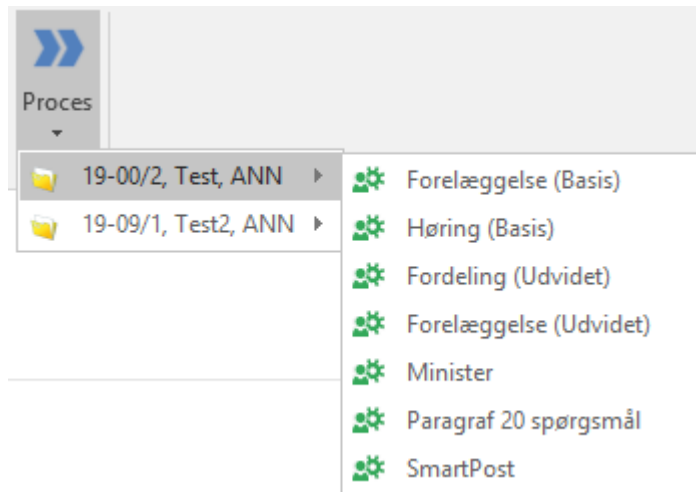 Proces
19-00/2, Test, ANN
19-09/1, Test2, ANN
Forelæggelse (Basis)
Høring (Basis)
Fordeling (Udvidet)
Forelæggelse (Udvidet)
Minister
Paragraf 20 spørgsmål
SmartPost